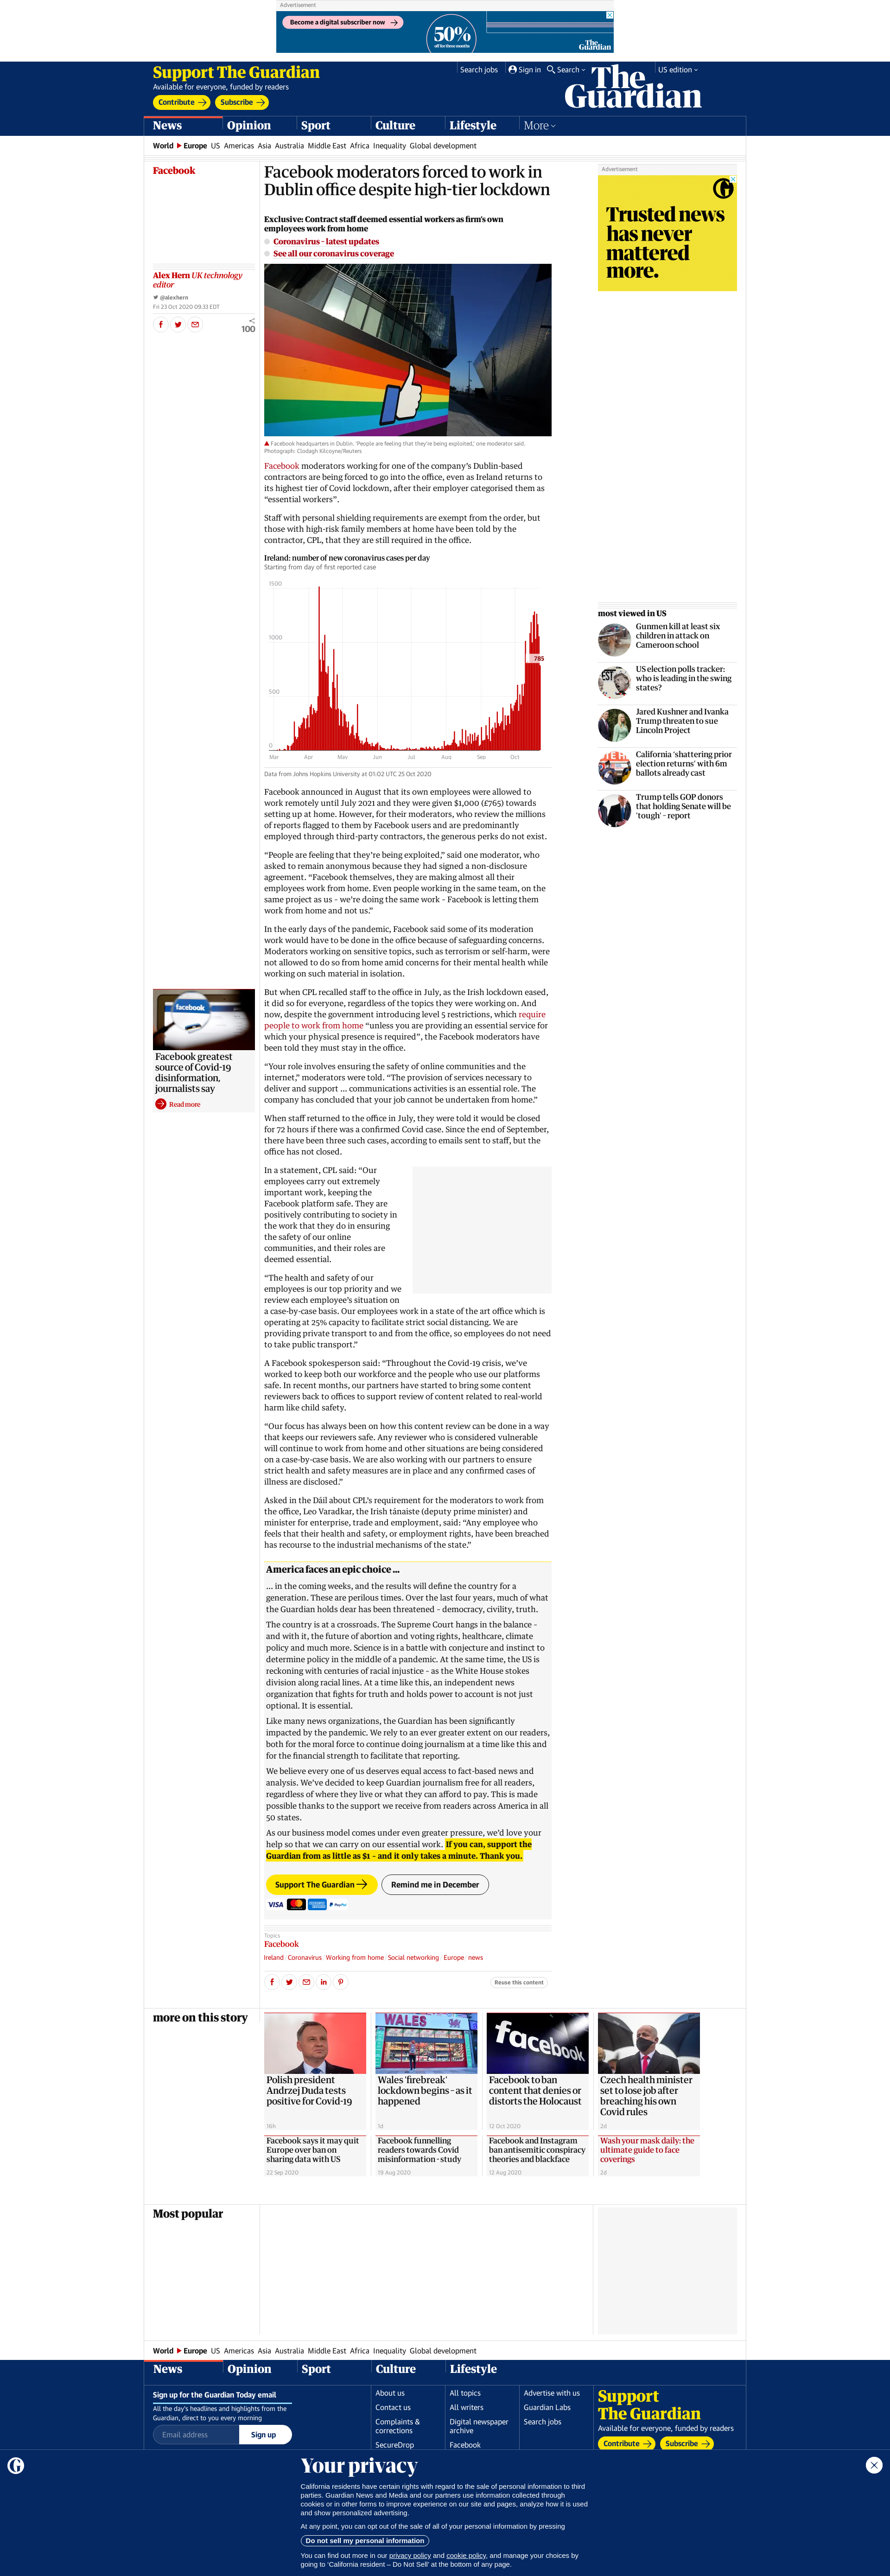 Advertisement
Become a digital subscriber now
50%
off for three months
The Guardian
Support The Guardian
Available for everyone, funded by readers
Contribute
Subscribe
Search jobs
Sign in
Search
US edition
The Guardian
News
Opinion
Sport
Culture
Lifestyle
More
World
Europe
US
Americas
Asia
Australia
Middle East
Africa
Inequality
Global development
Facebook
Facebook moderators forced to work in
Dublin office despite high-tier lockdown
Exclusive: Contract staff deemed essential workers as firm's own
employees work from home
Coronavirus – latest updates
See all our coronavirus coverage
Alex Hern UK technology
editor
@alexhern
Fri 23 Oct 2020 09.33 EDT
100
Advertisement
Trusted news
has never
mattered
more.
Facebook headquarters in Dublin. 'People are feeling that they're being exploited,' one moderator said.
Photograph: Clodagh Kilcoyne/Reuters
Facebook moderators working for one of the company's Dublin-based
contractors are being forced to go into the office, even as Ireland returns to
its highest tier of Covid lockdown, after their employer categorised them as
“essential workers”.
Staff with personal shielding requirements are exempt from the order, but
those with high-risk family members at home have been told by the
contractor, CPL, that they are still required in the office.
Ireland: number of new coronavirus cases per day
Starting from day of first reported case
1500
1000
500
0
785
Mar
Apr
May
Jun
Jul
Aug
Sep
Oct
Data from Johns Hopkins University at 01:02 UTC 25 Oct 2020
most viewed in US
Gunmen kill at least six
children in attack on
Cameroon school
US election polls tracker:
who is leading in the swing
states?
Jared Kushner and Ivanka
Trump threaten to sue
Lincoln Project
California 'shattering prior
election returns' with 6m
ballots already cast
Trump tells GOP donors
that holding Senate will be
'tough' – report
Facebook announced in August that its own employees were allowed to
work remotely until July 2021 and they were given $1,000 (£765) towards
setting up at home. However, for their moderators, who review the millions
of reports flagged to them by Facebook users and are predominantly
employed through third-party contractors, the generous perks do not exist.
“People are feeling that they're being exploited,” said one moderator, who
asked to remain anonymous because they had signed a non-disclosure
agreement. “Facebook themselves, they are making almost all their
employees work from home. Even people working in the same team, on the
same project as us – we're doing the same work – Facebook is letting them
work from home and not us.”
In the early days of the pandemic, Facebook said some of its moderation
work would have to be done in the office because of safeguarding concerns.
Moderators working on sensitive topics, such as terrorism or self-harm, were
not allowed to do so from home amid concerns for their mental health while
working on such material in isolation.
But when CPL recalled staff to the office in July, as the Irish lockdown eased,
it did so for everyone, regardless of the topics they were working on. And
now, despite the government introducing level 5 restrictions, which require
people to work from home “unless you are providing an essential service for
which your physical presence is required”, the Facebook moderators have
been told they must stay in the office.
facebook
Facebook greatest
source of Covid-19
disinformation,
journalists say
Read more
“Your role involves ensuring the safety of online communities and the
internet,” moderators were told. “The provision of services necessary to
deliver and support … communications activities is an essential role. The
company has concluded that your job cannot be undertaken from home.”
When staff returned to the office in July, they were told it would be closed
for 72 hours if there was a confirmed Covid case. Since the end of September,
there have been three such cases, according to emails sent to staff, but the
office has not closed.
In a statement, CPL said: “Our
employees carry out extremely
important work, keeping the
Facebook platform safe. They are
positively contributing to society in
the work that they do in ensuring
the safety of our online
communities, and their roles are
deemed essential.
“The health and safety of our
employees is our top priority and we
review each employee's situation on
a case-by-case basis. Our employees work in a state of the art office which is
operating at 25% capacity to facilitate strict social distancing. We are
providing private transport to and from the office, so employees do not need
to take public transport.”
A Facebook spokesperson said: “Throughout the Covid-19 crisis, we've
worked to keep both our workforce and the people who use our platforms
safe. In recent months, our partners have started to bring some content
reviewers back to offices to support review of content related to real-world
harm like child safety.
“Our focus has always been on how this content review can be done in a way
that keeps our reviewers safe. Any reviewer who is considered vulnerable
will continue to work from home and other situations are being considered
on a case-by-case basis. We are also working with our partners to ensure
strict health and safety measures are in place and any confirmed cases of
illness are disclosed.”
Asked in the Dáil about CPL's requirement for the moderators to work from
the office, Leo Varadkar, the Irish tánaiste (deputy prime minister) and
minister for enterprise, trade and employment, said: “Any employee who
feels that their health and safety, or employment rights, have been breached
has recourse to the industrial mechanisms of the state.”
America faces an epic choice ...
... in the coming weeks, and the results will define the country for a
generation. These are perilous times. Over the last four years, much of what
the Guardian holds dear has been threatened – democracy, civility, truth.
The country is at a crossroads. The Supreme Court hangs in the balance –
and with it, the future of abortion and voting rights, healthcare, climate
policy and much more. Science is in a battle with conjecture and instinct to
determine policy in the middle of a pandemic. At the same time, the US is
reckoning with centuries of racial injustice – as the White House stokes
division along racial lines. At a time like this, an independent news
organization that fights for truth and holds power to account is not just
optional. It is essential.
Like many news organizations, the Guardian has been significantly
impacted by the pandemic. We rely to an ever greater extent on our readers,
both for the moral force to continue doing journalism at a time like this and
for the financial strength to facilitate that reporting.
We believe every one of us deserves equal access to fact-based news and
analysis. We've decided to keep Guardian journalism free for all readers,
regardless of where they live or what they can afford to pay. This is made
possible thanks to the support we receive from readers across America in all
50 states.
As our business model comes under even greater pressure, we'd love your
help so that we can carry on our essential work. If you can, support the
Guardian from as little as $1 – and it only takes a minute. Thank you.
Support The Guardian
Remind me in December
VISA
PayPal
Topics
Facebook
Ireland
Coronavirus
Working from home
Social networking
Europe
news
Reuse this content
more on this story
WALES
facebook
Polish president
Andrzej Duda tests
positive for Covid-19
16h
Wales 'firebreak'
lockdown begins – as it
happened
1d
Facebook to ban
content that denies or
distorts the Holocaust
12 Oct 2020
Czech health minister
set to lose job after
breaching his own
Covid rules
2d
Facebook says it may quit
Europe over ban on
sharing data with US
22 Sep 2020
Facebook funnelling
readers towards Covid
misinformation - study
19 Aug 2020
Facebook and Instagram
ban antisemitic conspiracy
theories and blackface
12 Aug 2020
Wash your mask daily: the
ultimate guide to face
coverings
2d
Most popular
World
Europe
US
Americas
Asia
Australia
Middle East
Africa
Inequality
Global development
News
Opinion
Sport
Culture
Lifestyle
Sign up for the Guardian Today email
All the day's headlines and highlights from the
Guardian, direct to you every morning
Email address
Sign up
About us
Contact us
Complaints &
corrections
SecureDrop
All topics
All writers
Digital newspaper
archive
Facebook
Advertise with us
Guardian Labs
Search jobs
Support
The Guardian
Available for everyone, funded by readers
Contribute
Subscribe
Your privacy
California residents have certain rights with regard to the sale of personal information to third
parties. Guardian News and Media and our partners use information collected through
cookies or in other forms to improve experience on our site and pages, analyze how it is used
and show personalized advertising.
At any point, you can opt out of the sale of all of your personal information by pressing
Do not sell my personal information
You can find out more in our privacy policy and cookie policy, and manage your choices by
going to 'California resident – Do Not Sell' at the bottom of any page.